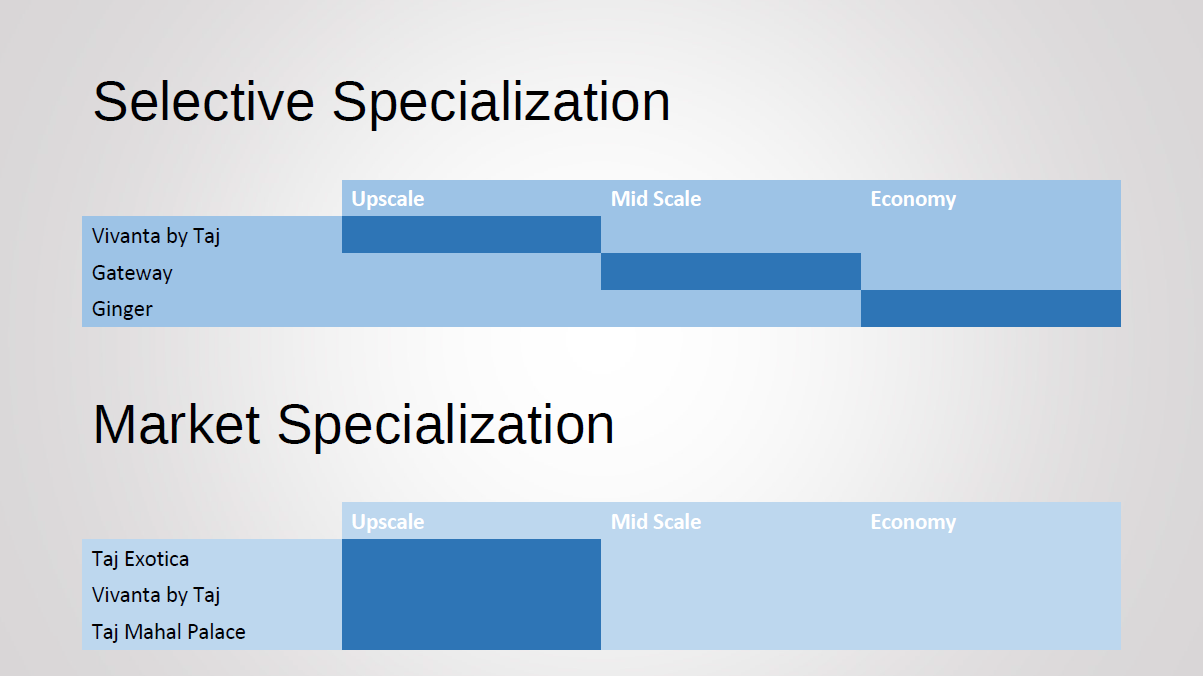 Selective Specialization
Upscale Mid Scale Economy
Vivanta by Taj
Gateway
Ginger
Market Specialization
Upscale Mid Scale Economy
Taj Exotica
Vivanta by Taj
Taj Mahal Palace